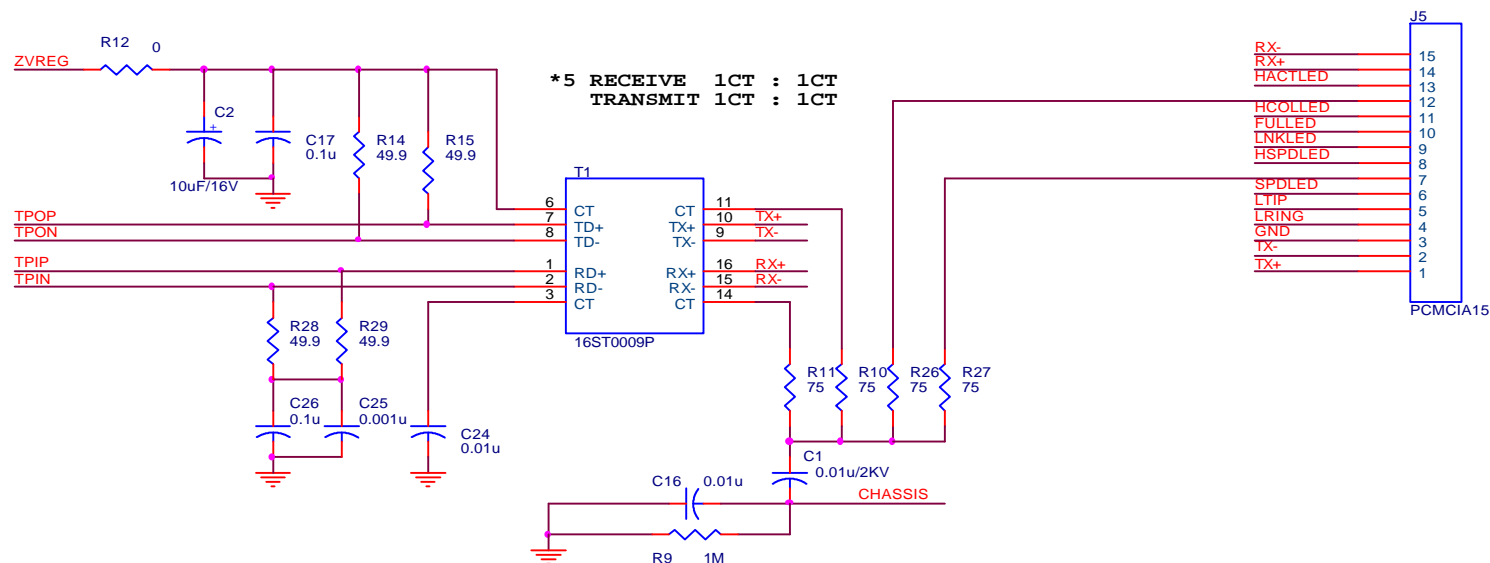 J5
R12 0
ZVREG
*5 RECEIVE 1CT : 1CT
TRANSMIT 1CT : 1CT
C2
+
10uF/16V
C17
0.1u
R14
49.9
R15
49.9
T1
TPOP
TPON
TPIP
TPIN
6 CT
7 TD+
8 TD-
1 RD+
2 RD-
3 CT
CT 11
TX+ 10 TX+
TX- 9 TX-
RX+ 16 RX+
RX- 15 RX-
CT 14
16ST0009P
RX- 15
RX+ 14
HACTLED 13
12
HCOLLED 11
FULLED 10
LNKLED 9
HSPDLED 8
7
SPDLED 6
LTIP 5
LRING 4
GND 3
TX- 2
TX+ 1
PCMCIA15
R28
49.9
R29
49.9
C26
0.1u
C25
0.001u
C24
0.01u
R11
75
R10
75
R26
75
R27
75
C1
0.01u/2KV
C16 0.01u
CHASSIS
R9 1M